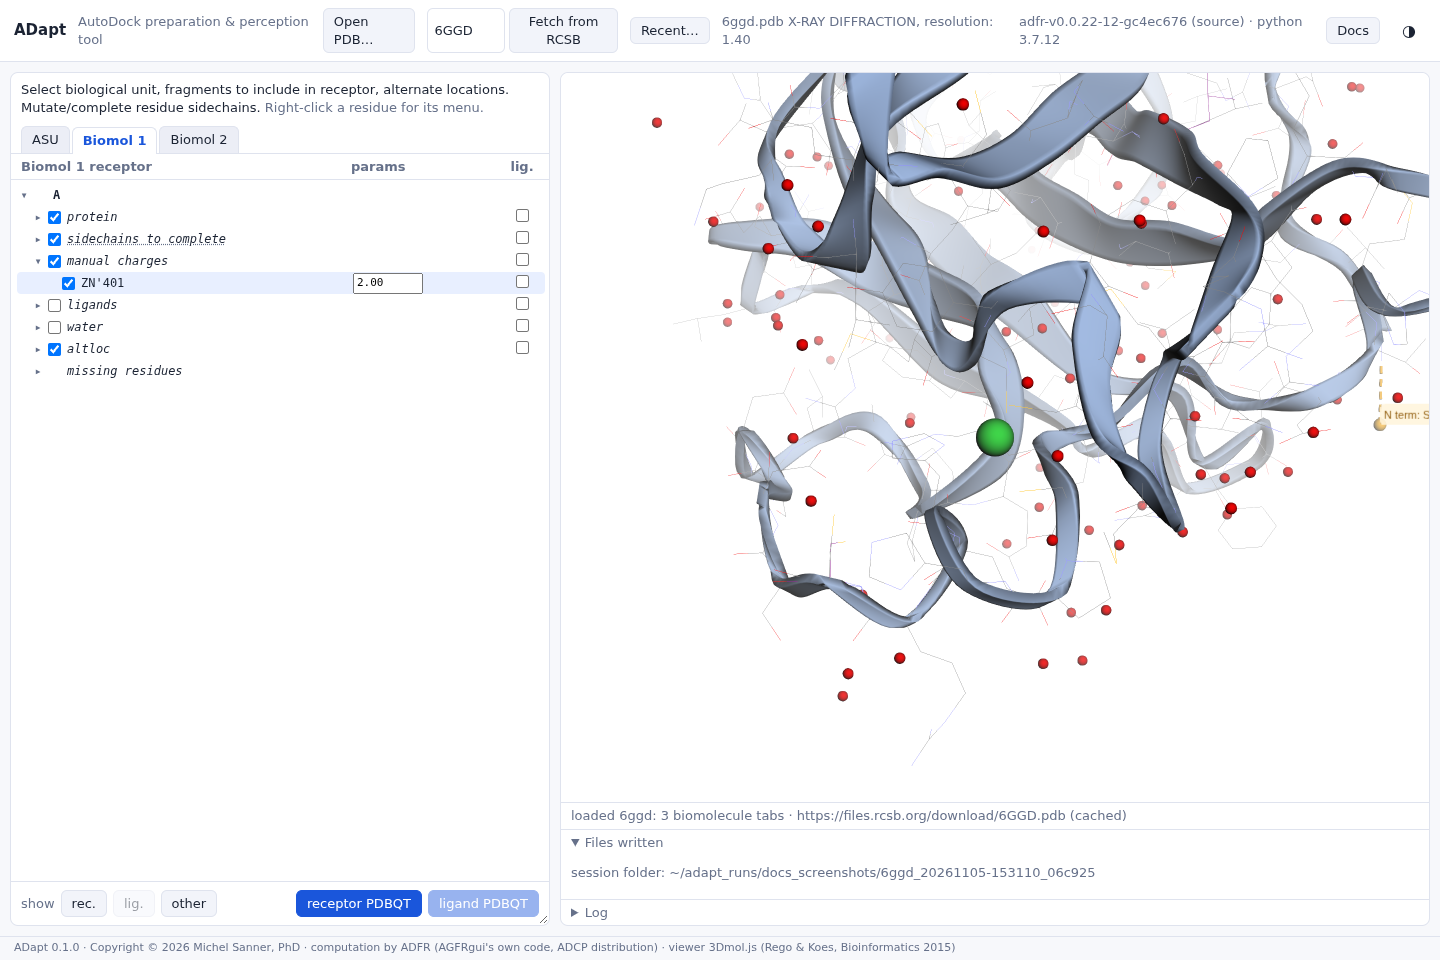 ADapt
AutoDock preparation & perception
tool
Open
PDB...
6GGD
Fetch from
RCSB
Recent...
6ggd.pdb X-RAY DIFFRACTION, resolution:
1.40
adfr-v0.0.22-12-gc4ec676 (source) · python
3.7.12
Docs
Select biological unit, fragments to include in receptor, alternate locations.
Mutate/complete residue sidechains. Right-click a residue for its menu.
ASU
Biomol 1
Biomol 2
Biomol 1 receptor
params
lig.
A
protein
sidechains to complete
manual charges
ZN'401
2.00
ligands
water
altloc
missing residues
N term: S
show
rec.
lig.
other
receptor PDBQT
ligand PDBQT
loaded 6ggd: 3 biomolecule tabs · https://files.rcsb.org/download/6GGD.pdb (cached)
Files written
session folder: ~/adapt_runs/docs_screenshots/6ggd_20261105-153110_06c925
Log
ADapt 0.1.0 · Copyright © 2026 Michel Sanner, PhD · computation by ADFR (AGFRgui's own code, ADCP distribution) · viewer 3Dmol.js (Rego & Koes, Bioinformatics 2015)